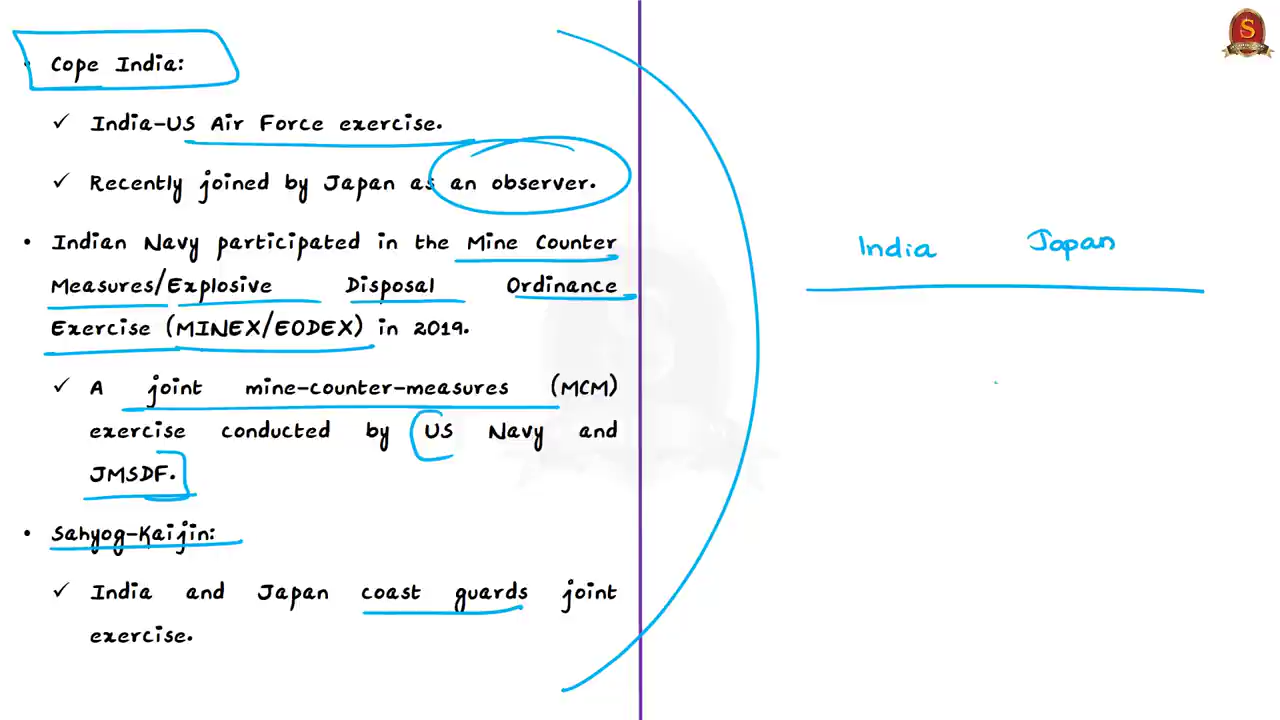 • Cope India:
✓ India-US Air Force exercise.
✓ Recently joined by Japan as an observer.
• Indian Navy participated in the Mine Counter
Measures/Explosive Disposal Ordinance
Exercise (MINEX/EODEX) in 2019.
✓ A joint mine-counter-measures (MCM)
exercise conducted by US Navy and
JMSDF.
• Sahyog-Kaijin:
✓ India and Japan coast guards joint
exercise.
India Japan
S